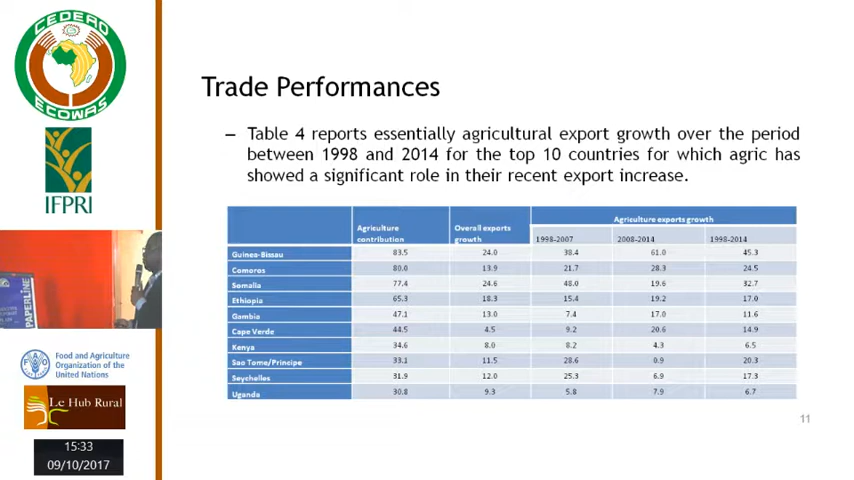 CEDEAO
ECOWAS
IFPRI
PAPERLINE
Food and Agriculture
Organization of the
United Nations
Le Hub Rural
15:33
09/10/2017
Trade Performances
– Table 4 reports essentially agricultural export growth over the period
between 1998 and 2014 for the top 10 countries for which agric has
showed a significant role in their recent export increase.
Agriculture contribution Overall exports growth Agriculture exports growth
1998-2007 2008-2014 1998-2014
Guinea-Bissau 83.5 24.0 38.4 61.0 45.3
Comoros 80.0 13.9 21.7 28.3 24.5
Somalia 77.4 24.6 48.0 19.6 32.7
Ethiopia 65.3 18.3 15.4 19.2 17.0
Gambia 47.1 13.0 7.4 17.0 11.6
Cape Verde 44.5 4.5 9.2 20.6 14.9
Kenya 34.6 8.0 8.2 4.3 6.5
Sao Tome/Principe 33.1 11.5 28.6 0.9 20.3
Seychelles 31.9 12.0 25.3 6.9 17.3
Uganda 30.8 9.3 5.8 7.9 6.7
11